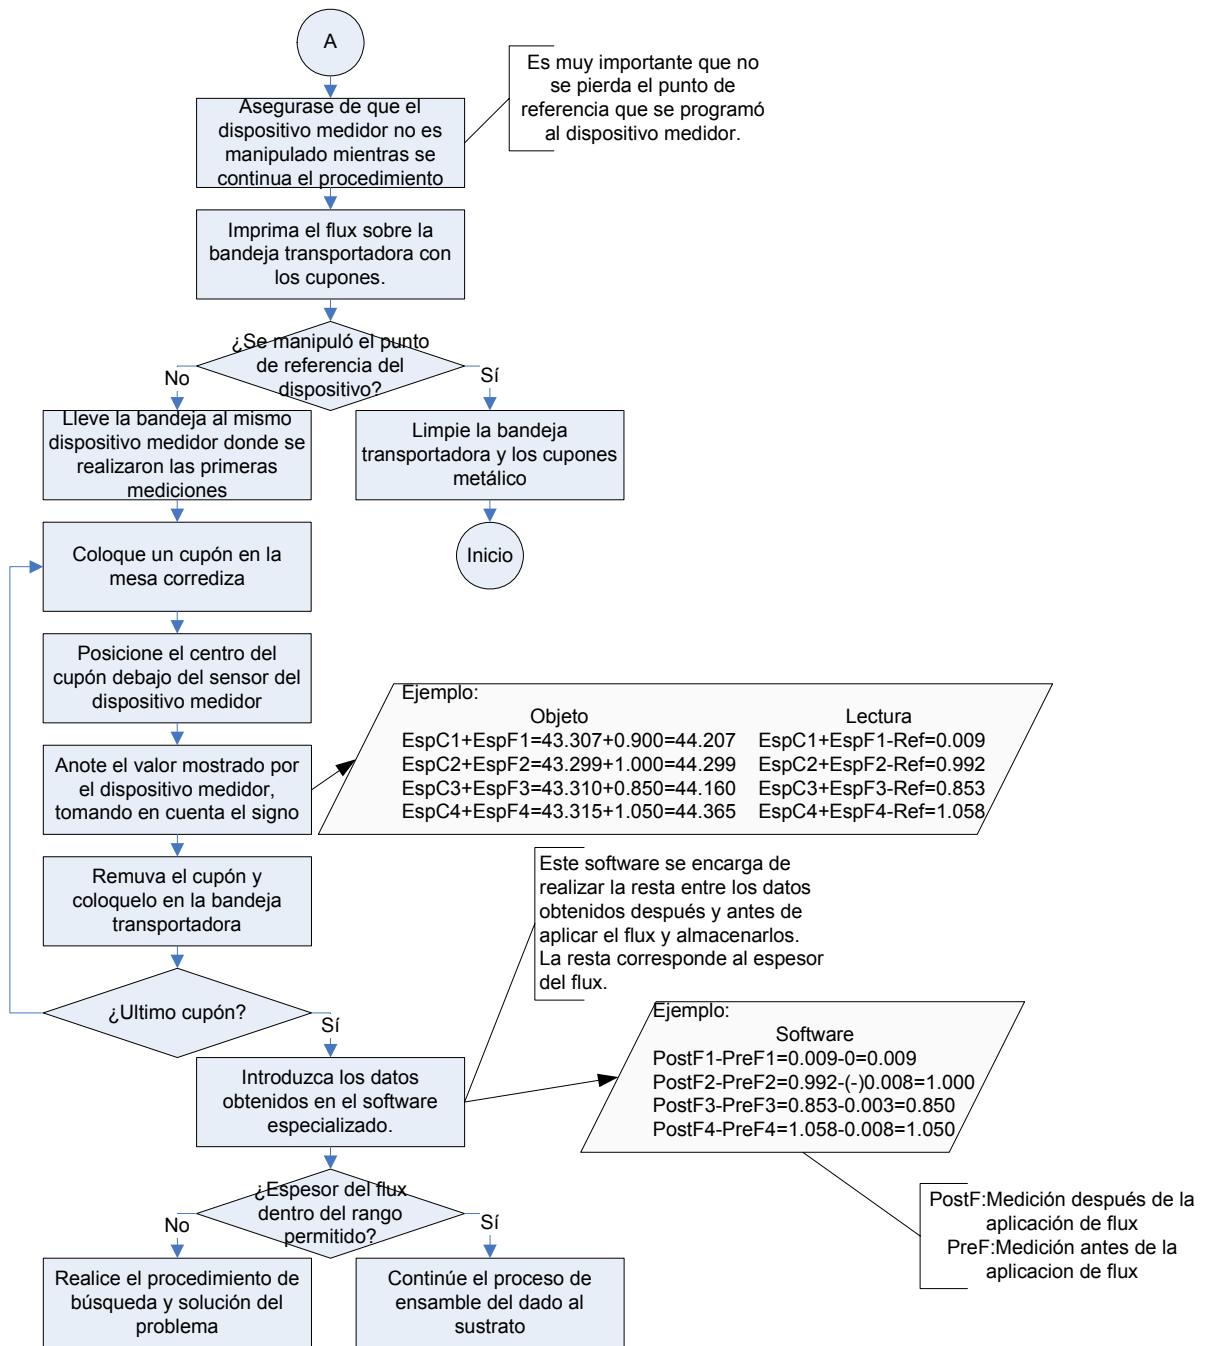 A
Asegurase de que el
dispositivo medidor no es
manipulado mientras se
continua el procedimiento
Es muy importante que no
se pierda el punto de
referencia que se programó
al dispositivo medidor.
Imprima el flux sobre la
bandeja transportadora con
los cupones.
¿Se manipuló el punto
de referencia del
dispositivo?
No
Sí
Lleve la bandeja al mismo
dispositivo medidor donde se
realizaron las primeras
mediciones
Limpie la bandeja
transportadora y los cupones
metálico
Inicio
Coloque un cupón en la
mesa corrediza
Posicione el centro del
cupón debajo del sensor del
dispositivo medidor
Anote el valor mostrado por
el dispositivo medidor,
tomando en cuenta el signo
Ejemplo:
Objeto Lectura
EspC1+EspF1=43.307+0.900=44.207 EspC1+EspF1-Ref=0.009
EspC2+EspF2=43.299+1.000=44.299 EspC2+EspF2-Ref=0.992
EspC3+EspF3=43.310+0.850=44.160 EspC3+EspF3-Ref=0.853
EspC4+EspF4=43.315+1.050=44.365 EspC4+EspF4-Ref=1.058
Remuva el cupón y
coloquelo en la bandeja
transportadora
¿Ultimo cupón?
Sí
Este software se encarga de
realizar la resta entre los datos
obtenidos después y antes de
aplicar el flux y almacenarlos.
La resta corresponde al espesor
del flux.
Introduzca los datos
obtenidos en el software
especializado.
Ejemplo:
Software
PostF1-PreF1=0.009-0=0.009
PostF2-PreF2=0.992-(-)0.008=1.000
PostF3-PreF3=0.853-0.003=0.850
PostF4-PreF4=1.058-0.008=1.050
PostF:Medición después de la
aplicación de flux
PreF:Medición antes de la
aplicacion de flux
¿Espesor del flux
dentro del rango
permitido?
No
Sí
Realice el procedimiento de
búsqueda y solución del
problema
Continúe el proceso de
ensamble del dado al
sustrato